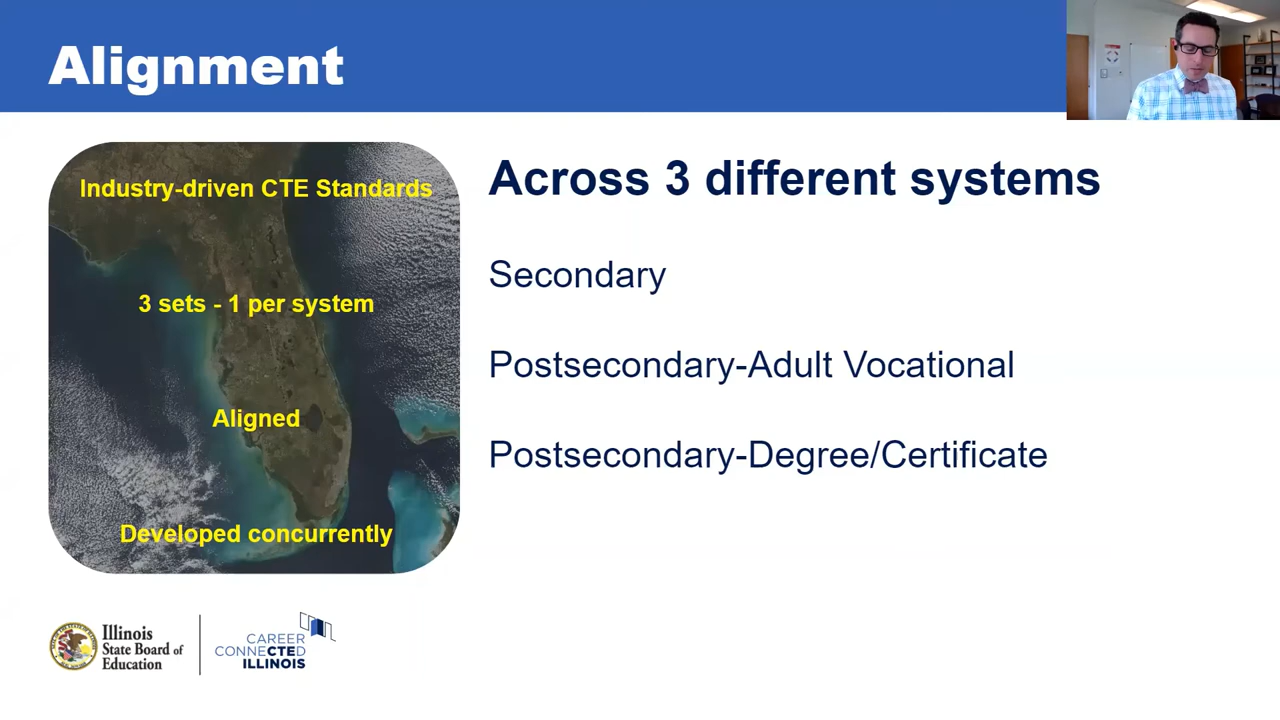 Alignment
Industry-driven CTE Standards
3 sets - 1 per system
Aligned
Developed concurrently
Across 3 different systems
Secondary
Postsecondary-Adult Vocational
Postsecondary-Degree/Certificate
Illinois
State Board of
Education
CAREER
CONNECTED
ILLINOIS